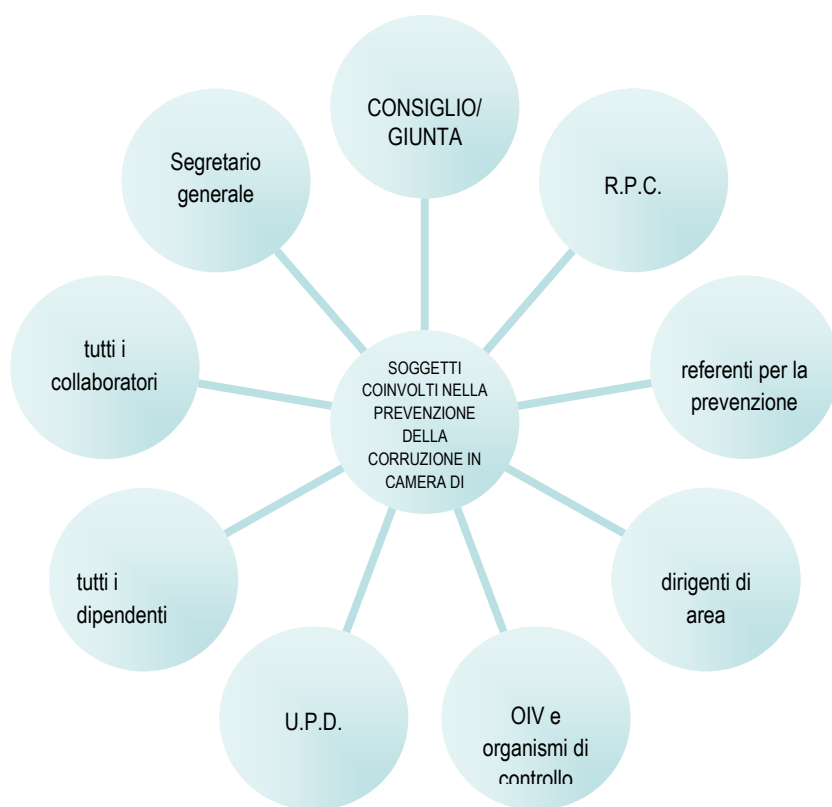 CONSIGLIO/
GIUNTA
R.P.C.
referenti per la
prevenzione
dirigenti di
area
OIV e
organismi di
controllo
U.P.D.
tutti i
dipendenti
tutti i
collaboratori
Segretario
generale
SOGGETTI
COINVOLTI NELLA
PREVENZIONE
DELLA
CORRUZIONE IN
CAMERA DI